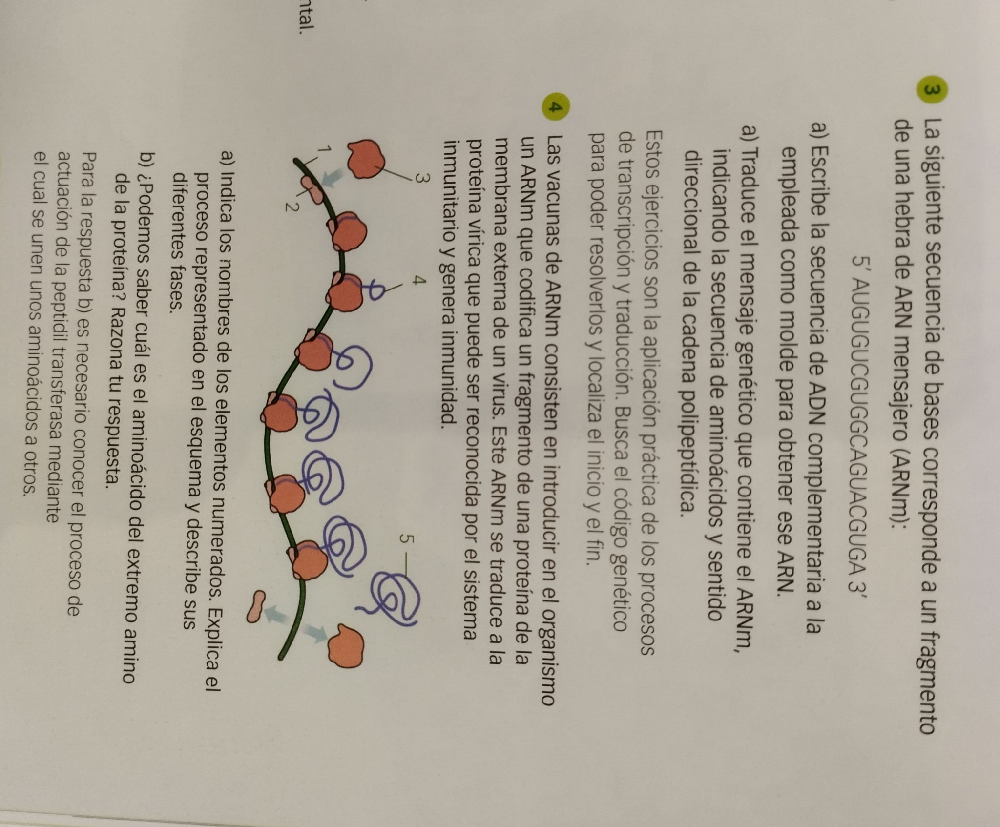 ntal.
3 La siguiente secuencia de bases corresponde a un fragmento
de una hebra de ARN mensajero (ARNm):
5’ AUGUGUCGUGGCAGUACGUGA 3’
a) Escribe la secuencia de ADN complementaria a la
empleada como molde para obtener ese ARN.
a) Traduce el mensaje genético que contiene el ARNm,
indicando la secuencia de aminoácidos y sentido
direccional de la cadena polipeptídica.
Estos ejercicios son la aplicación práctica de los procesos
de transcripción y traducción. Busca el código genético
para poder resolverlos y localiza el inicio y el fin.
4 Las vacunas de ARNm consisten en introducir en el organismo
un ARNm que codifica un fragmento de una proteína de la
membrana externa de un virus. Este ARNm se traduce a la
proteína vírica que puede ser reconocida por el sistema
inmunitario y genera inmunidad.
3
4
5
1
2
a) Indica los nombres de los elementos numerados. Explica el
proceso representado en el esquema y describe sus
diferentes fases.
b) ¿Podemos saber cuál es el aminoácido del extremo amino
de la proteína? Razona tu respuesta.
Para la respuesta b) es necesario conocer el proceso de
actuación de la peptidil transferasa mediante
el cual se unen unos aminoácidos a otros.